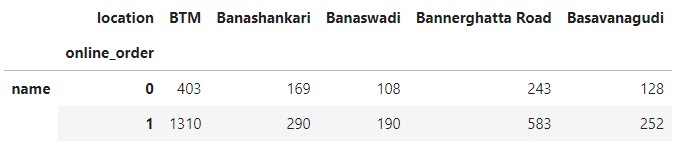 location BTM Banashankari Banaswadi Bannerghatta Road Basavanagudi
online_order
name 0 403 169 108 243 128
1 1310 290 190 583 252